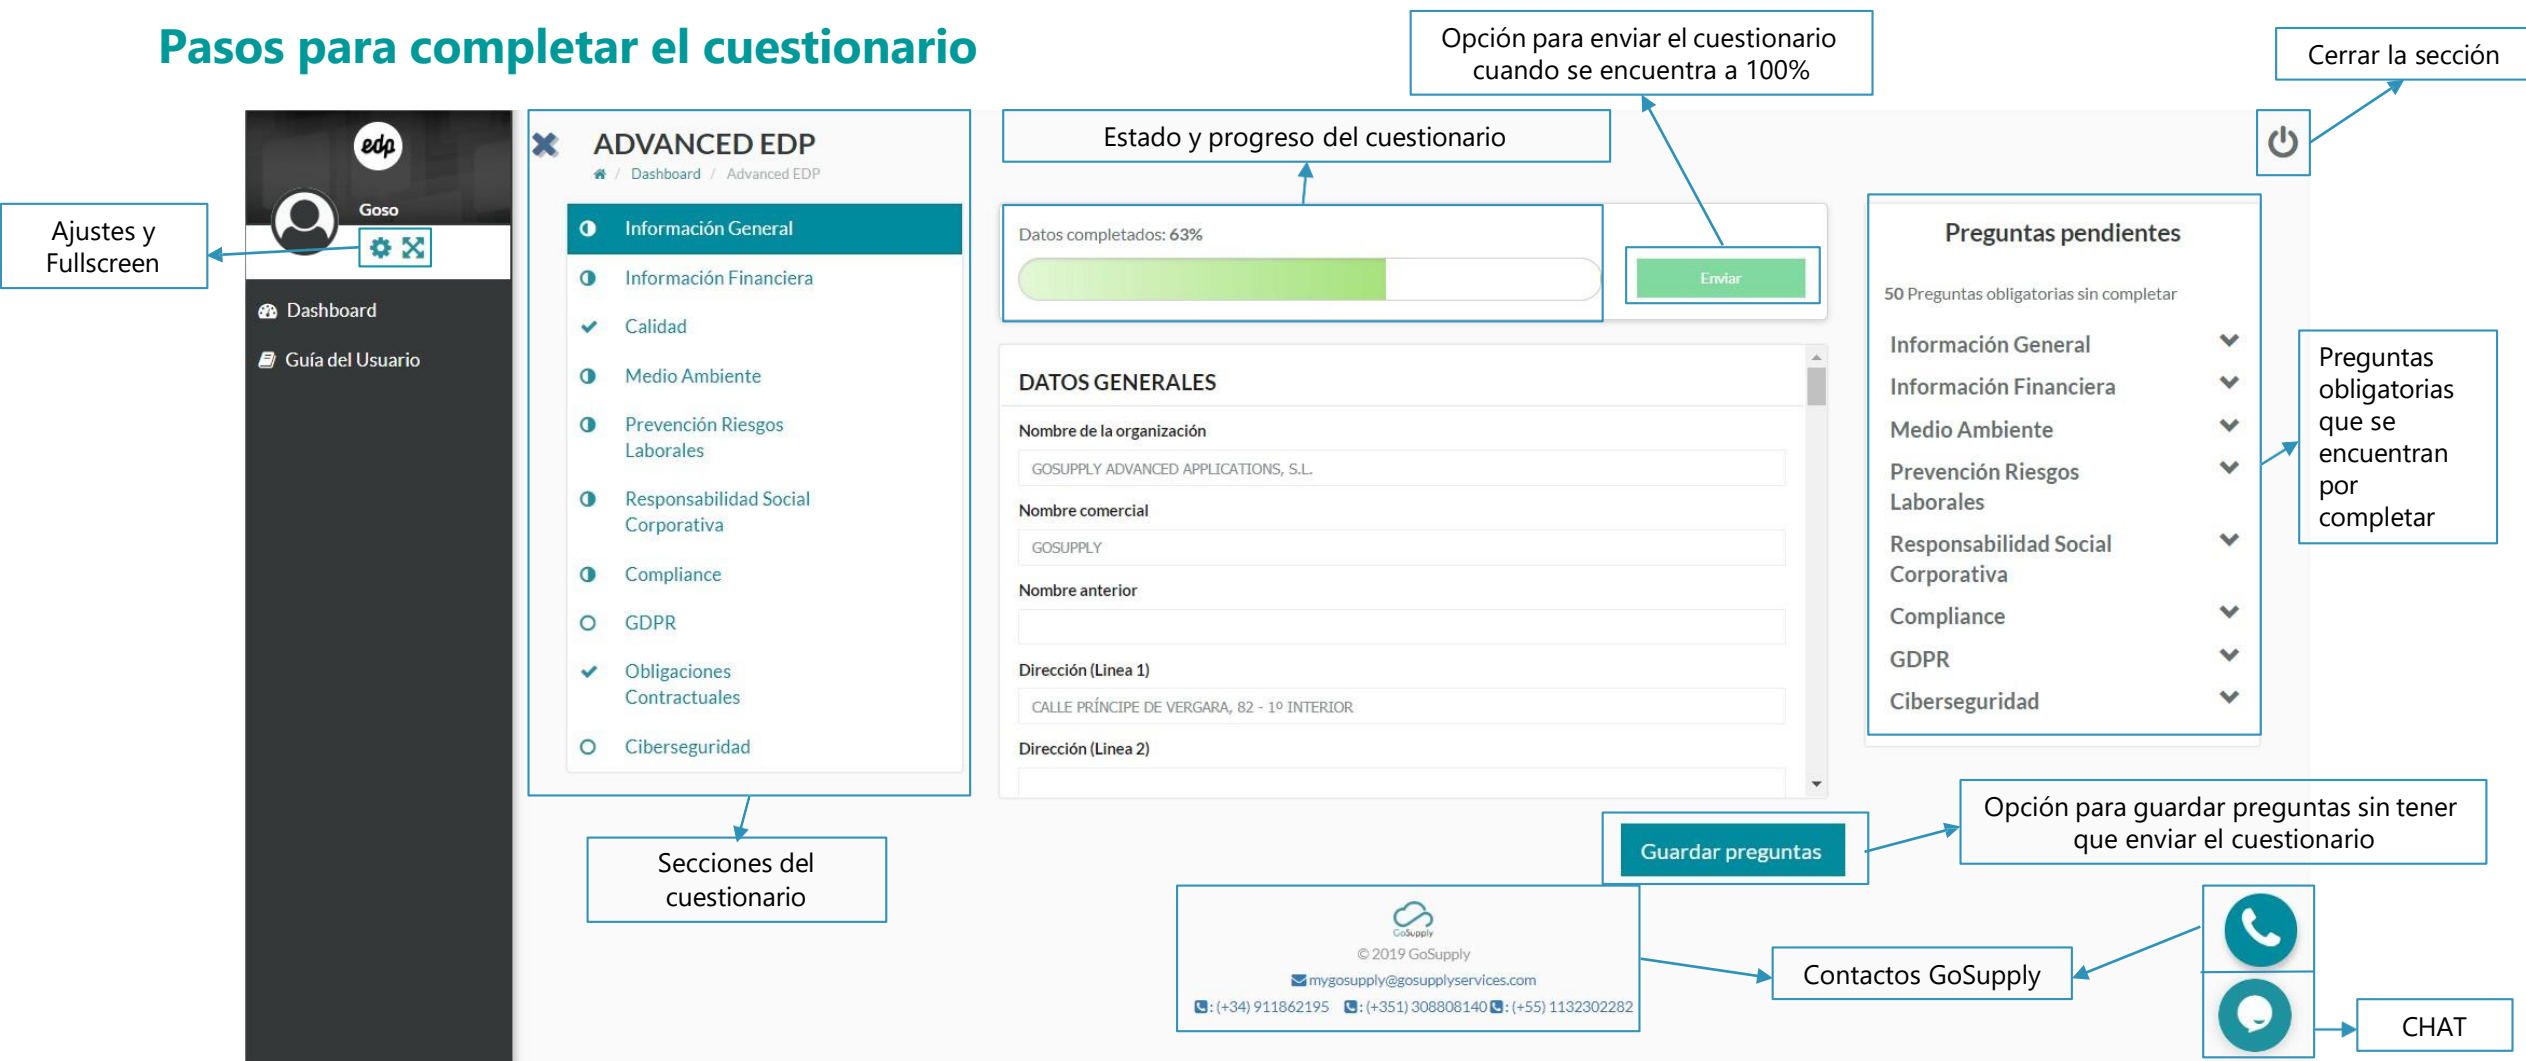 Pasos para completar el cuestionario
Opción para enviar el cuestionario
cuando se encuentra a 100%
Cerrar la sección
Ajustes y
Fullscreen
edp
Goso
Dashboard
Guía del Usuario
ADVANCED EDP
/ Dashboard / Advanced EDP
Información General
Información Financiera
Calidad
Medio Ambiente
Prevención Riesgos
Laborales
Responsabilidad Social
Corporativa
Compliance
GDPR
Obligaciones
Contractuales
Ciberseguridad
Secciones del
cuestionario
Estado y progreso del cuestionario
Datos completados: 63%
Enviar
DATOS GENERALES
Nombre de la organización
GOSUPPLY ADVANCED APPLICATIONS, S.L.
Nombre comercial
GOSUPPLY
Nombre anterior
Dirección (Linea 1)
CALLE PRÍNCIPE DE VERGARA, 82 - 1º INTERIOR
Dirección (Linea 2)
Guardar preguntas
Preguntas pendientes
50 Preguntas obligatorias sin completar
Información General
Información Financiera
Medio Ambiente
Prevención Riesgos
Laborales
Responsabilidad Social
Corporativa
Compliance
GDPR
Ciberseguridad
Preguntas
obligatorias
que se
encuentran
por
completar
Opción para guardar preguntas sin tener
que enviar el cuestionario
GoSupply
© 2019 GoSupply
mygosupply@gosupplyservices.com
: (+34) 911862195 : (+351) 308808140 : (+55) 1132302282
Contactos GoSupply
CHAT